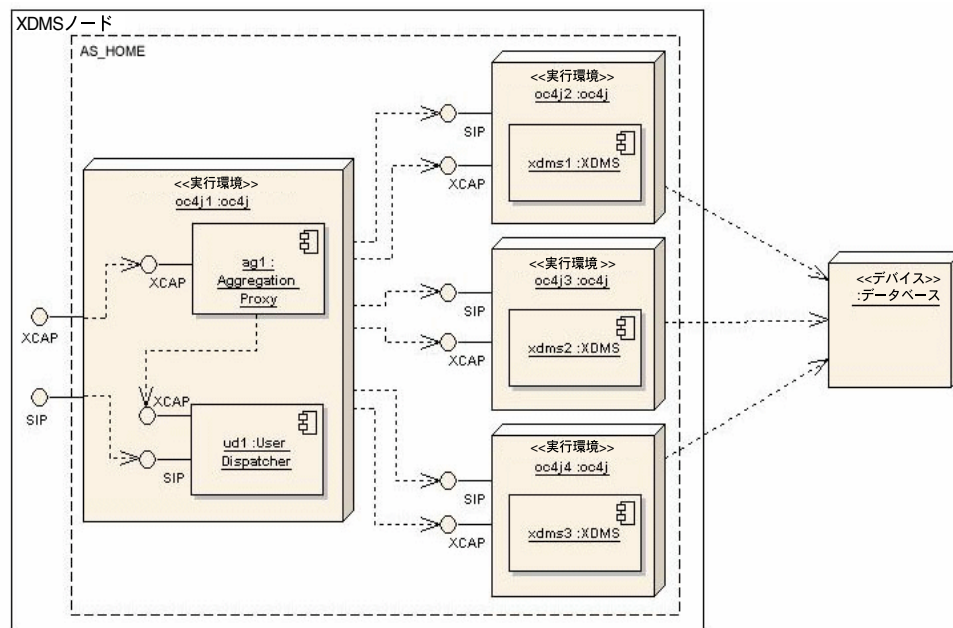 XDMSノード
AS_HOME
<<実行環境>>
oc4j1 :oc4j
XCAP
ag1 :
Aggregation
Proxy
XCAP
SIP
XCAP
ud1 :User
Dispatcher
SIP
<<実行環境>>
oc4j2 :oc4j
SIP
XCAP
xdms1 :XDMS
<<実行環境 >>
oc4j3 :oc4j
SIP
XCAP
xdms2 :XDMS
<<実行環境>>
oc4j4 :oc4j
SIP
XCAP
xdms3 :XDMS
<<デバイス>>
:データベース